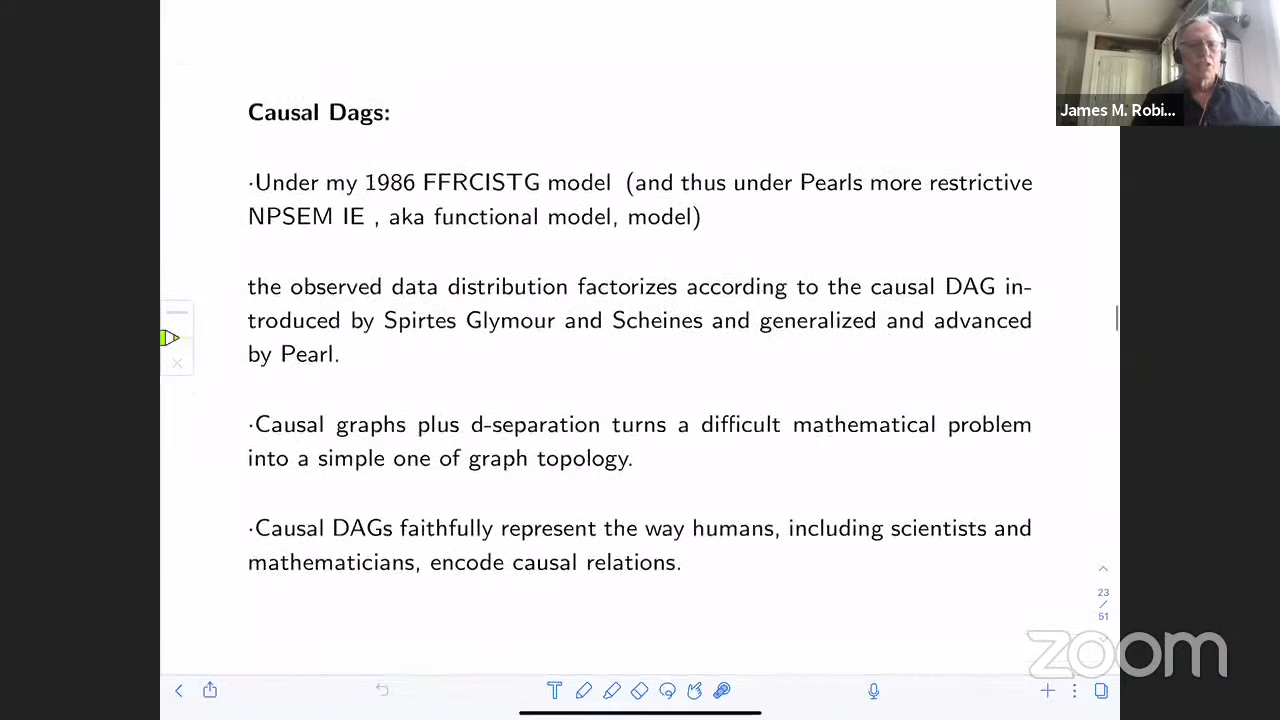 Causal Dags:
·Under my 1986 FFRCISTG model (and thus under Pearls more restrictive
NPSEM IE , aka functional model, model)
the observed data distribution factorizes according to the causal DAG in-
troduced by Spirtes Glymour and Scheines and generalized and advanced
by Pearl.
·Causal graphs plus d-separation turns a difficult mathematical problem
into a simple one of graph topology.
·Causal DAGs faithfully represent the way humans, including scientists and
mathematicians, encode causal relations.
James M. Robi...
23
/
51
zoom
T